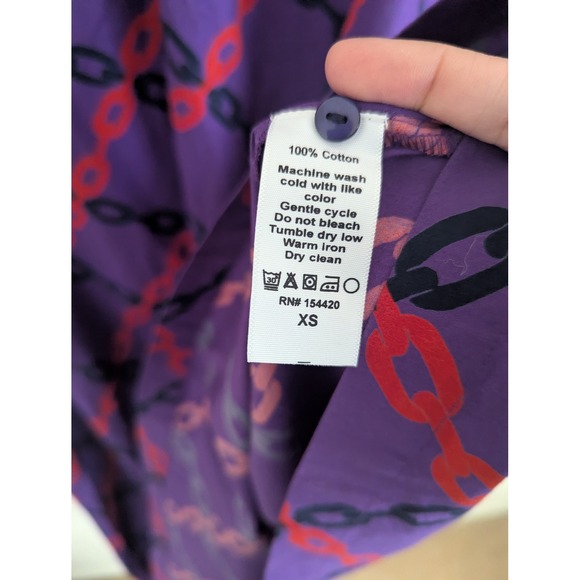 100% Cotton
Machine wash
cold with like
color
Gentle cycle
Do not bleach
Tumble dry low
Warm iron
Dry clean
30
RN# 154420
XS